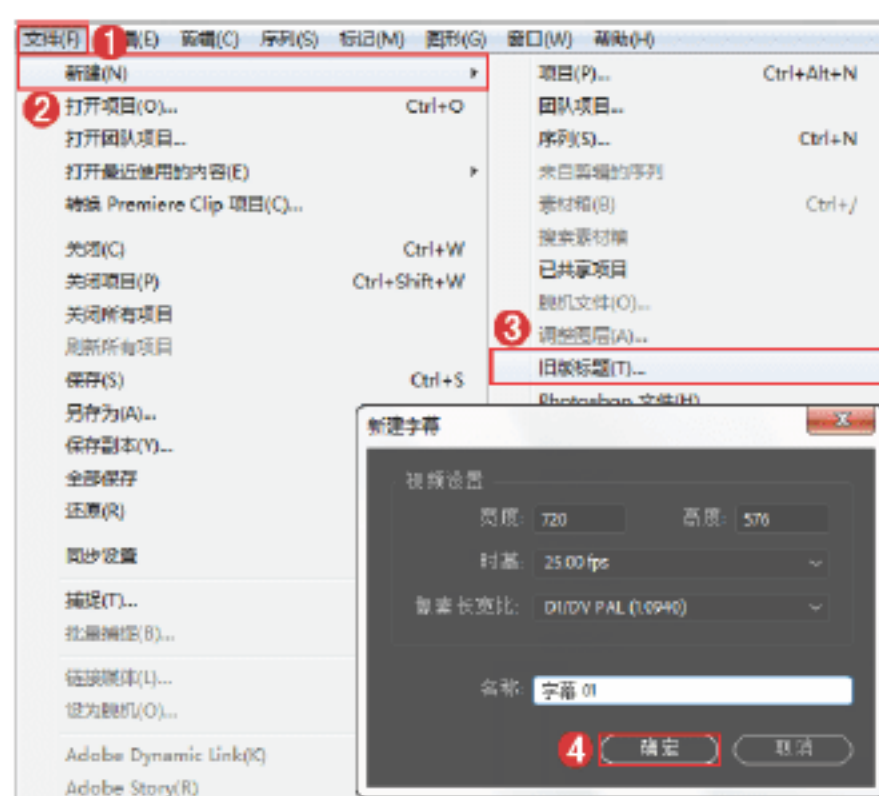 文件(F) 1 辑(E) 剪辑(C) 序列(S) 标记(M) 图形(G) 窗口(W) 帮助(H)
新建(N)
2 打开项目(O)... Ctrl+O
打开团队项目...
打开最近使用的内容(E)
转换 Premiere Clip 项目(C)...
关闭(C) Ctrl+W
关闭项目(P) Ctrl+Shift+W
关闭所有项目
刷新所有项目
保存(S) Ctrl+S
另存为(A)...
保存副本(Y)...
全部保存
还原(R)
同步设置
捕捉(T)...
批量捕捉(B)...
链接媒体(L)...
设为脱机(O)...
Adobe Dynamic Link(K)
Adobe Story(R)
项目(P)... Ctrl+Alt+N
团队项目...
序列(S)... Ctrl+N
来自剪辑的序列
素材箱(B) Ctrl+/
搜索素材箱
已共享项目
脱机文件(O)...
3 调整图层(A)...
旧版标题(T)...
Photoshop 文件(H)
新建字幕
视频设置
宽度: 720 高度: 576
时基: 25.00 fps
像素长宽比: D1/DV PAL (1.0940)
名称: 字幕 01
4 确定 取消